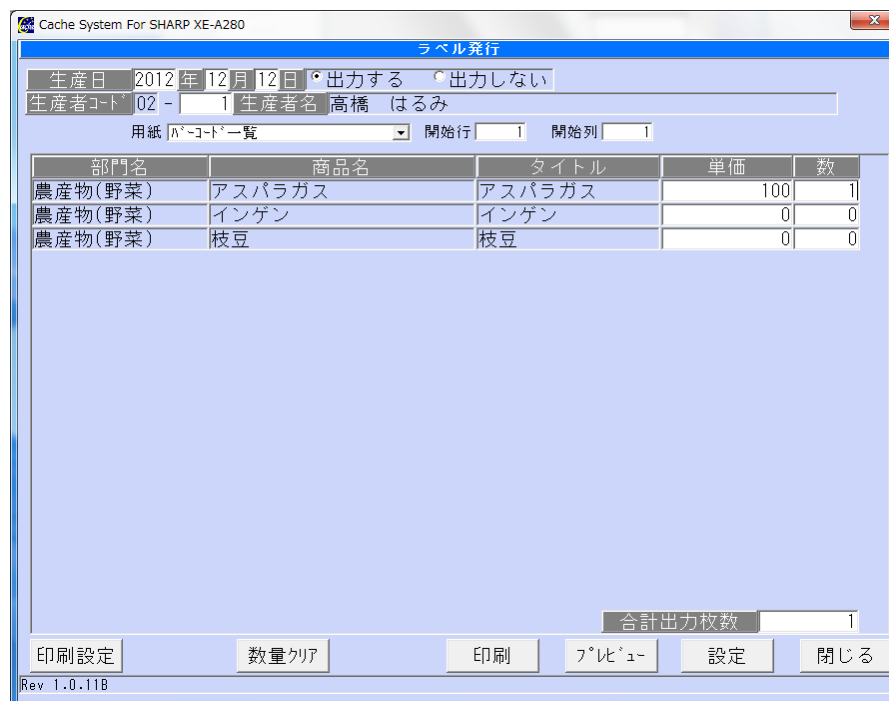 Cache System For SHARP XE-A280
ラベル発行
生産日 2012 年 12 月 12 日 出力する 出力しない
生産者ｺｰﾄﾞ 02 - 1 生産者名 高橋 はるみ
用紙 ﾊﾞｰｺｰﾄﾞ一覧 開始行 1 開始列 1
部門名 商品名 タイトル 単価 数
農産物(野菜) アスパラガス アスパラガス 100 1
農産物(野菜) インゲン インゲン 0 0
農産物(野菜) 枝豆 枝豆 0 0
合計出力枚数 1
印刷設定 数量ｸﾘｱ 印刷 ﾌﾟﾚﾋﾞｭｰ 設定 閉じる
Rev 1.0.11B